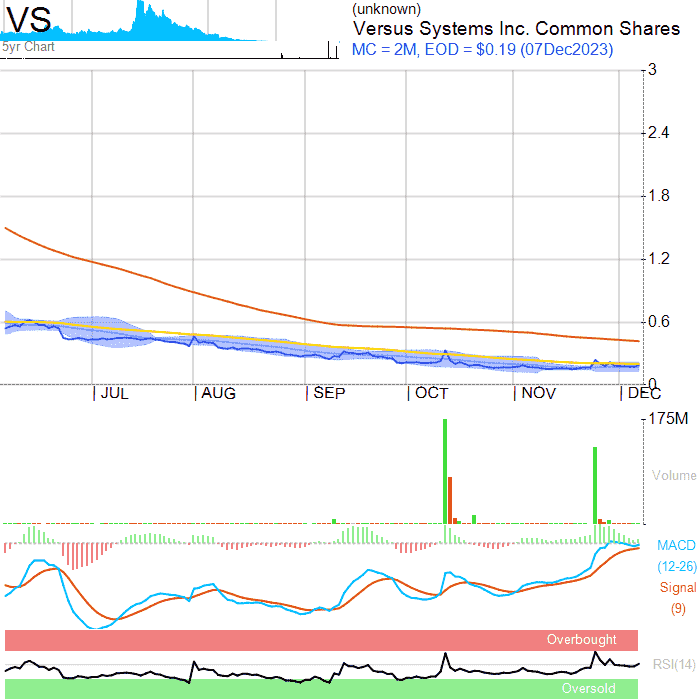 VS
5yr Chart
(unknown)
Versus Systems Inc. Common Shares
MC = 2M, EOD = $0.19 (07Dec2023)
3
2.4
1.8
1.2
0.6
0
JUL AUG SEP OCT NOV DEC
175M
Volume
MACD
(12-26)
Signal
(9)
Overbought
RSI(14)
Oversold